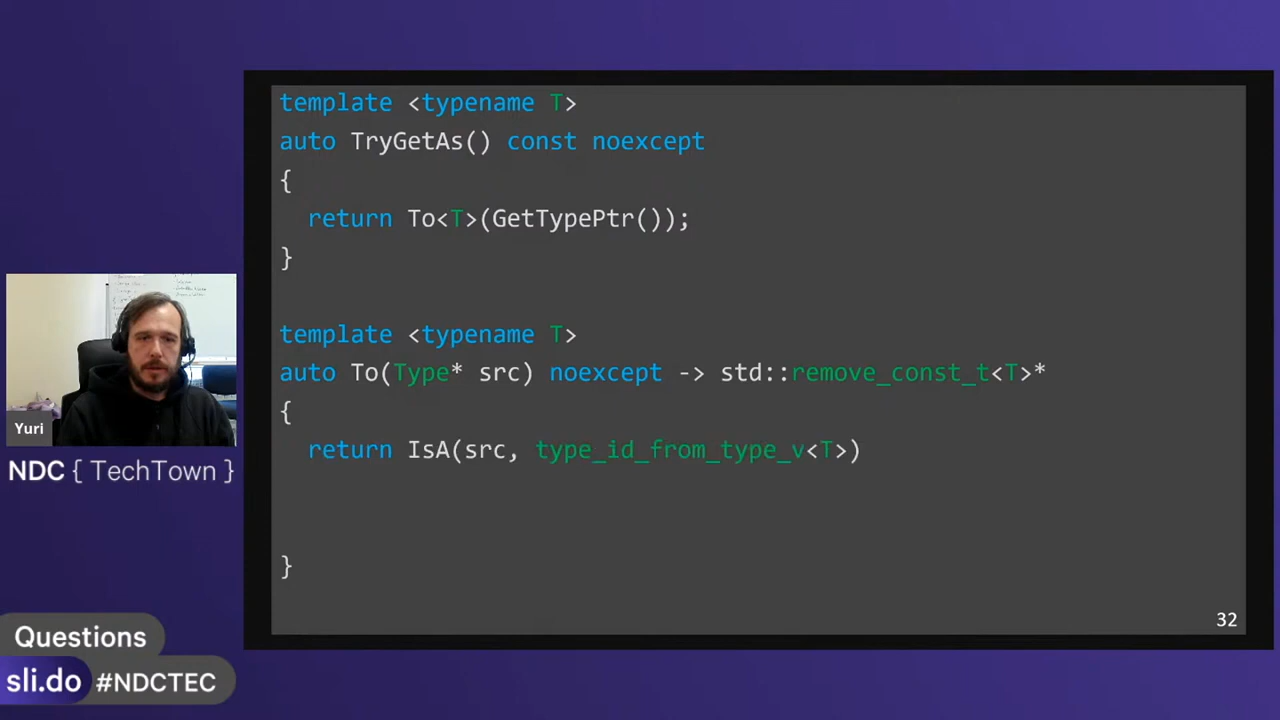 template <typename T>
auto TryGetAs() const noexcept
{
return To<T>(GetTypePtr());
}
template <typename T>
auto To(Type* src) noexcept -> std::remove_const_t<T>*
{
return IsA(src, type_id_from_type_v<T>)
}
32
Yuri
NDC { TechTown }
Questions
sli.do #NDCTEC